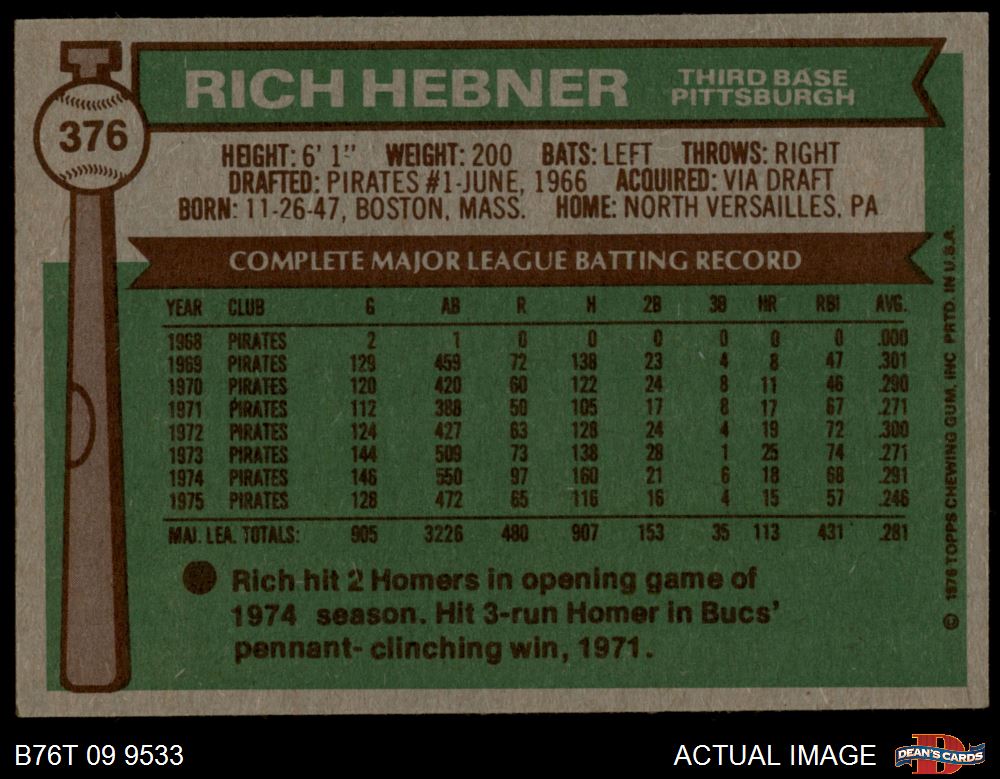 RICH HEBNER THIRD BASE
PITTSBURGH
376
HEIGHT: 6' 1" WEIGHT: 200 BATS: LEFT THROWS: RIGHT
DRAFTED: PIRATES #1-JUNE, 1966 ACQUIRED: VIA DRAFT
BORN: 11-26-47, BOSTON, MASS. HOME: NORTH VERSAILLES, PA
COMPLETE MAJOR LEAGUE BATTING RECORD
YEAR CLUB G AB R H 2B 3B HR RBI AVG.
1968 PIRATES 2 1 0 0 0 0 0 0 .000
1969 PIRATES 129 459 72 138 23 4 8 47 .301
1970 PIRATES 120 420 60 122 24 8 11 46 .290
1971 PIRATES 112 388 50 105 17 8 17 67 .271
1972 PIRATES 124 427 63 128 24 4 19 72 .300
1973 PIRATES 144 509 73 138 28 1 25 74 .271
1974 PIRATES 146 550 97 160 21 6 18 68 .291
1975 PIRATES 128 472 65 116 16 4 15 57 .246
MAJ. LEA. TOTALS: 905 3226 480 907 153 35 113 431 .281
Rich hit 2 Homers in opening game of
1974 season. Hit 3-run Homer in Bucs'
pennant-clinching win, 1971.
© 1976 TOPPS CHEWING GUM, INC PRTD. IN U.S.A.
B76T 09 9533
ACTUAL IMAGE
DEAN'S CARDS